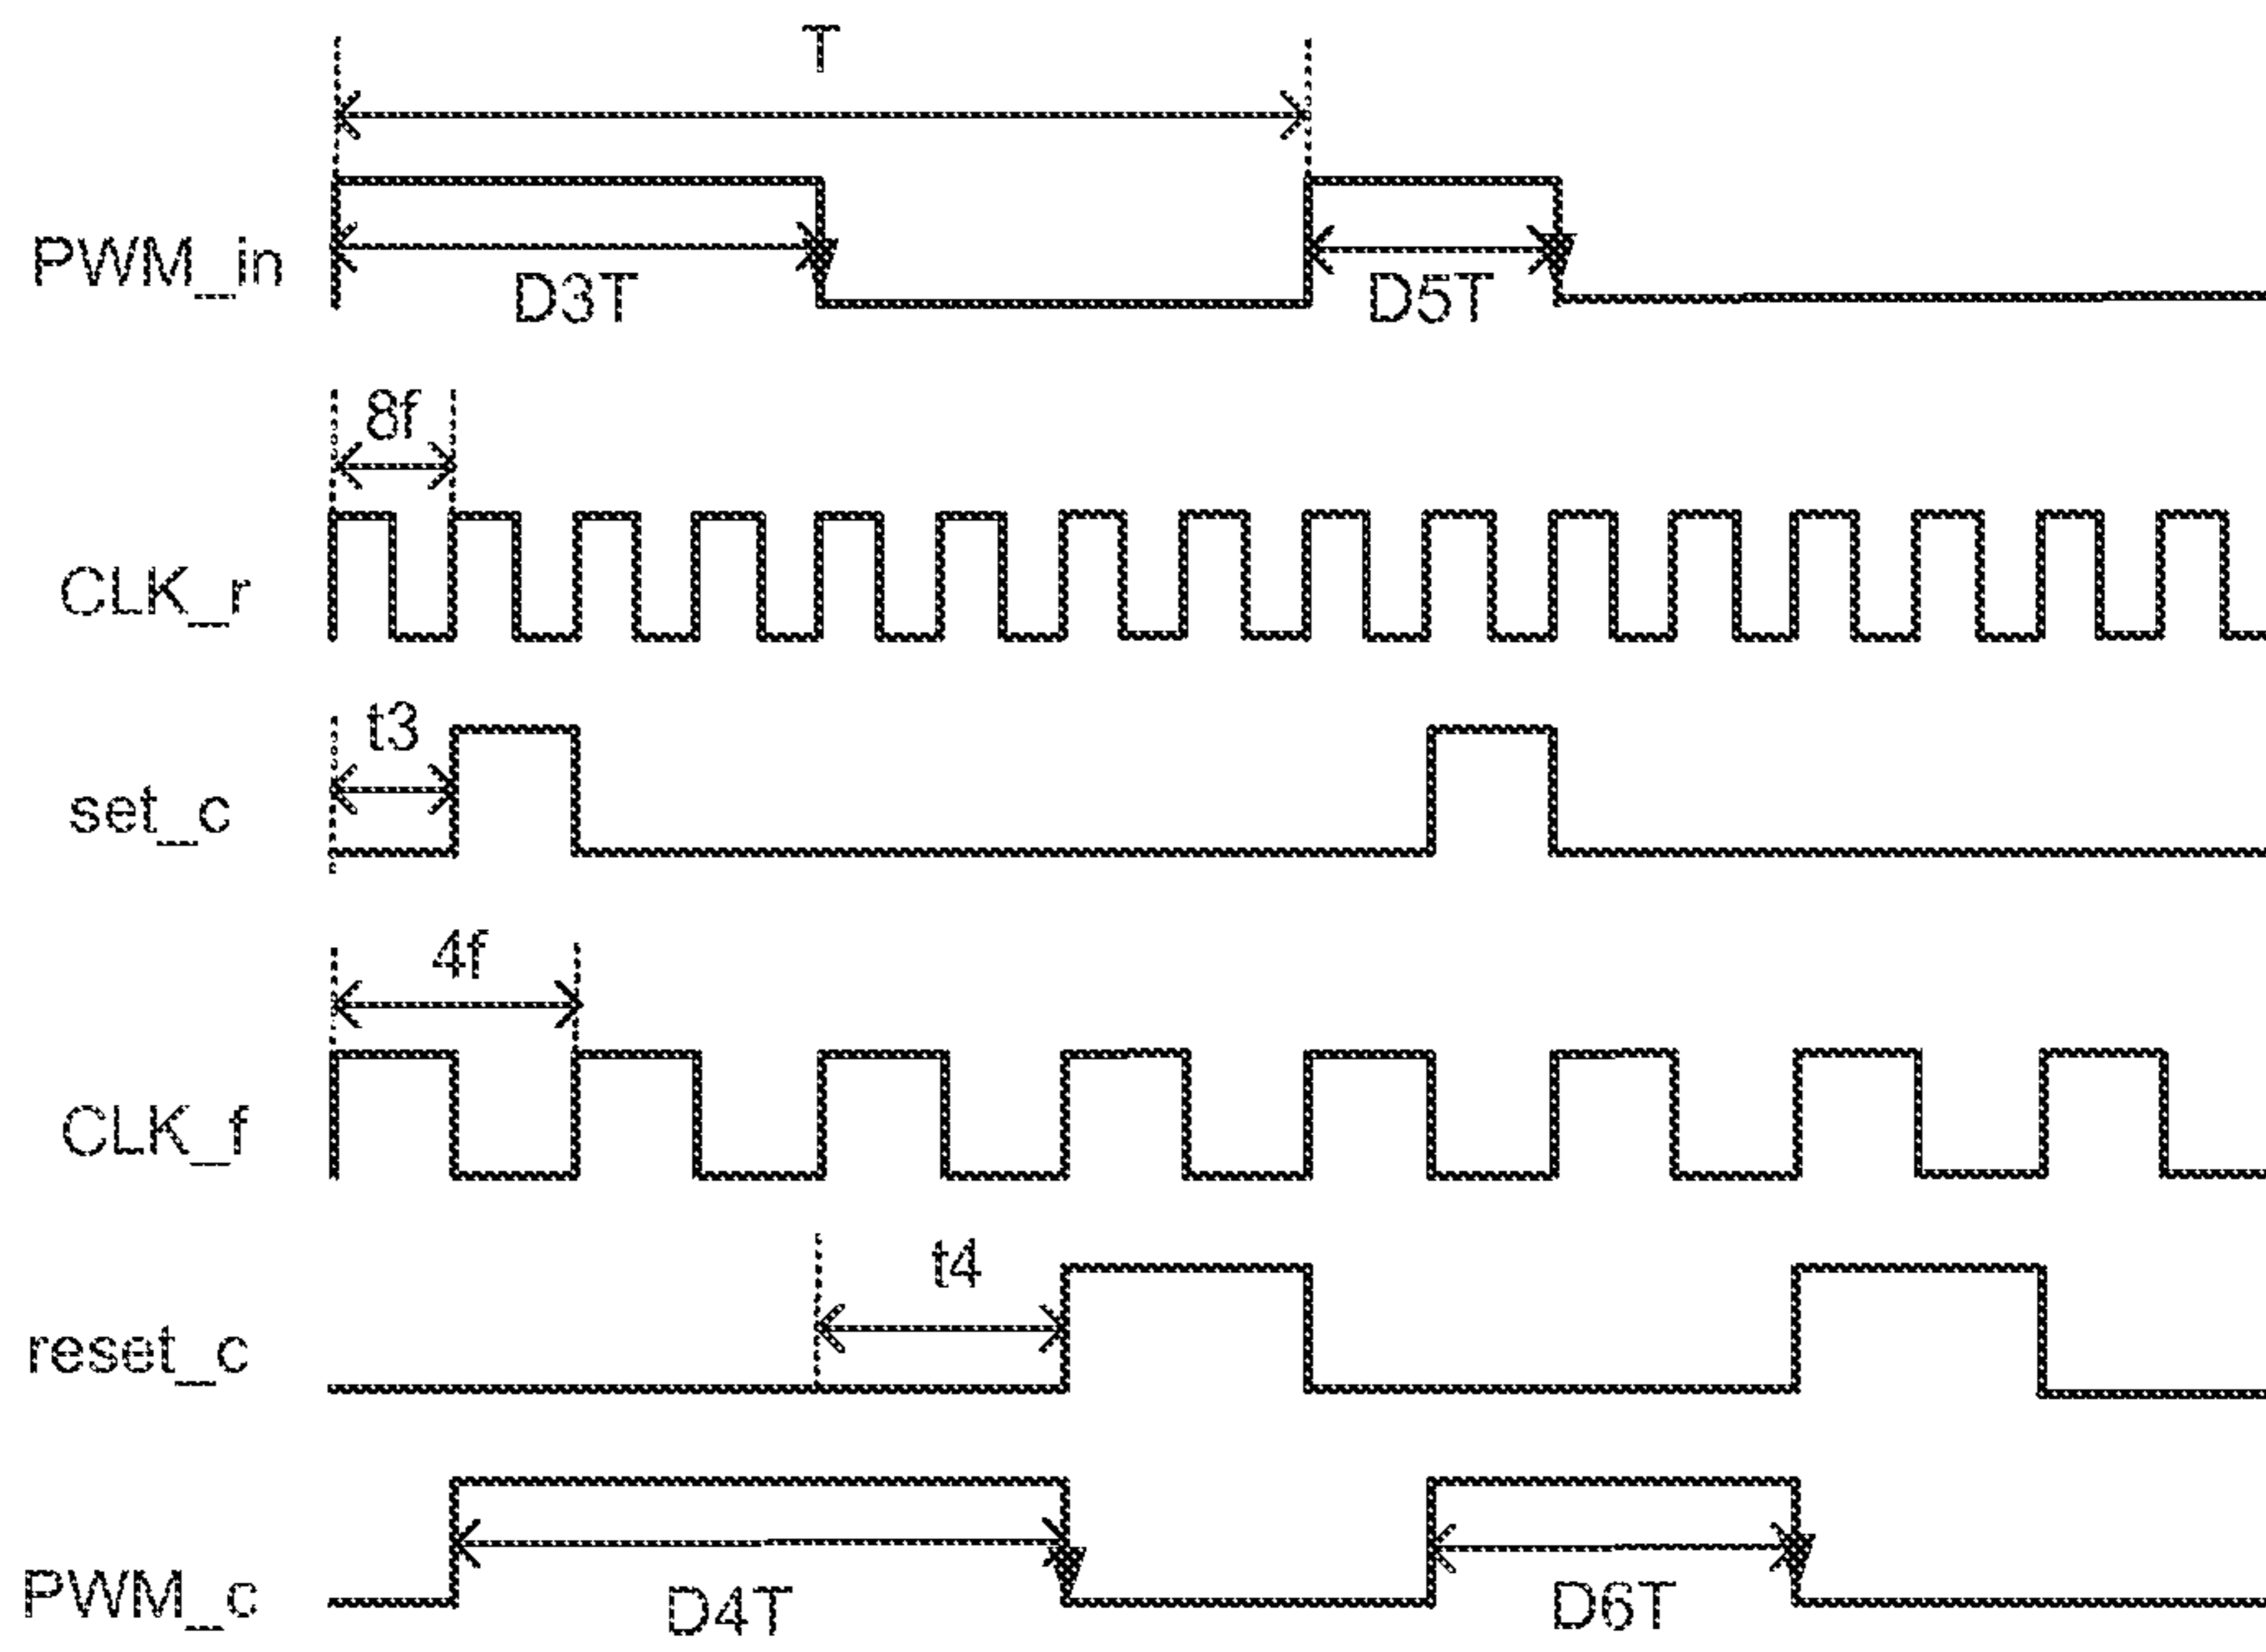 T
PWM_in
D3T
D5T
8f
CLK_r
t3
set_c
4f
CLK_f
t4
reset_c
PWM_c
D4T
D6T